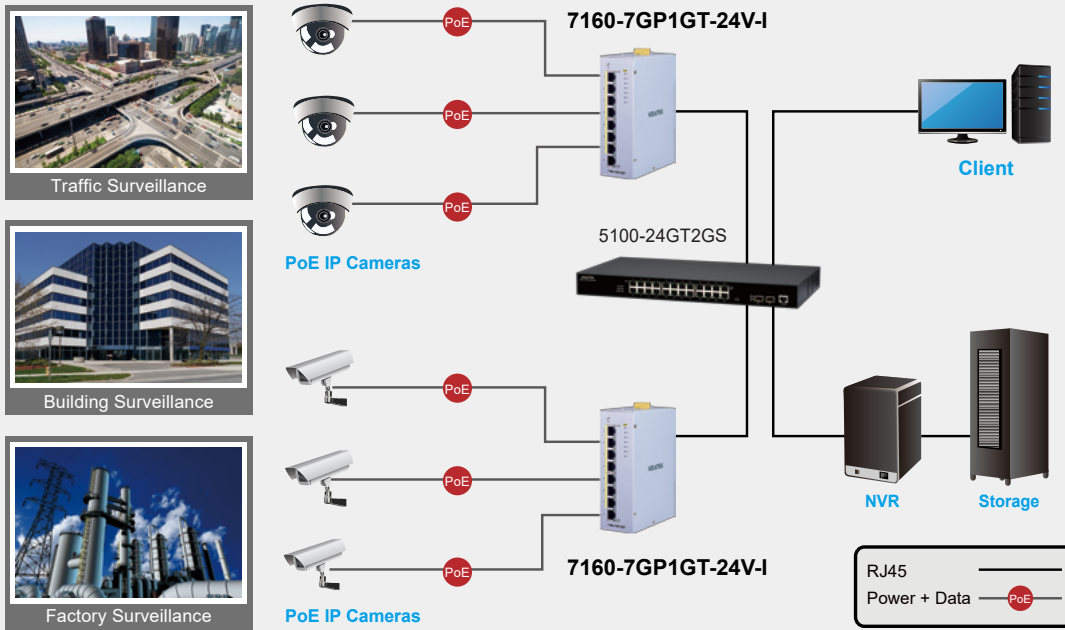 Traffic Surveillance
Building Surveillance
Factory Surveillance
PoE
PoE
PoE
PoE IP Cameras
7160-7GP1GT-24V-I
5100-24GT2GS
Client
PoE
PoE
PoE
PoE IP Cameras
7160-7GP1GT-24V-I
NVR
Storage
RJ45
Power + Data
PoE